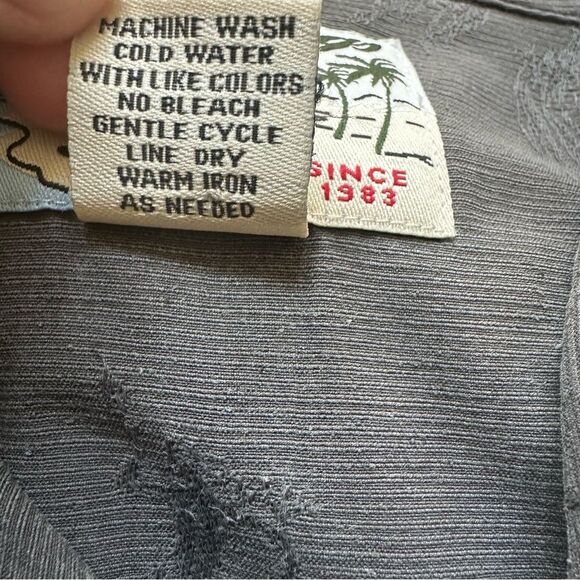 MACHINE WASH
COLD WATER
WITH LIKE COLORS
NO BLEACH
GENTLE CYCLE
LINE DRY
WARM IRON
AS NEEDED
SINCE
1983